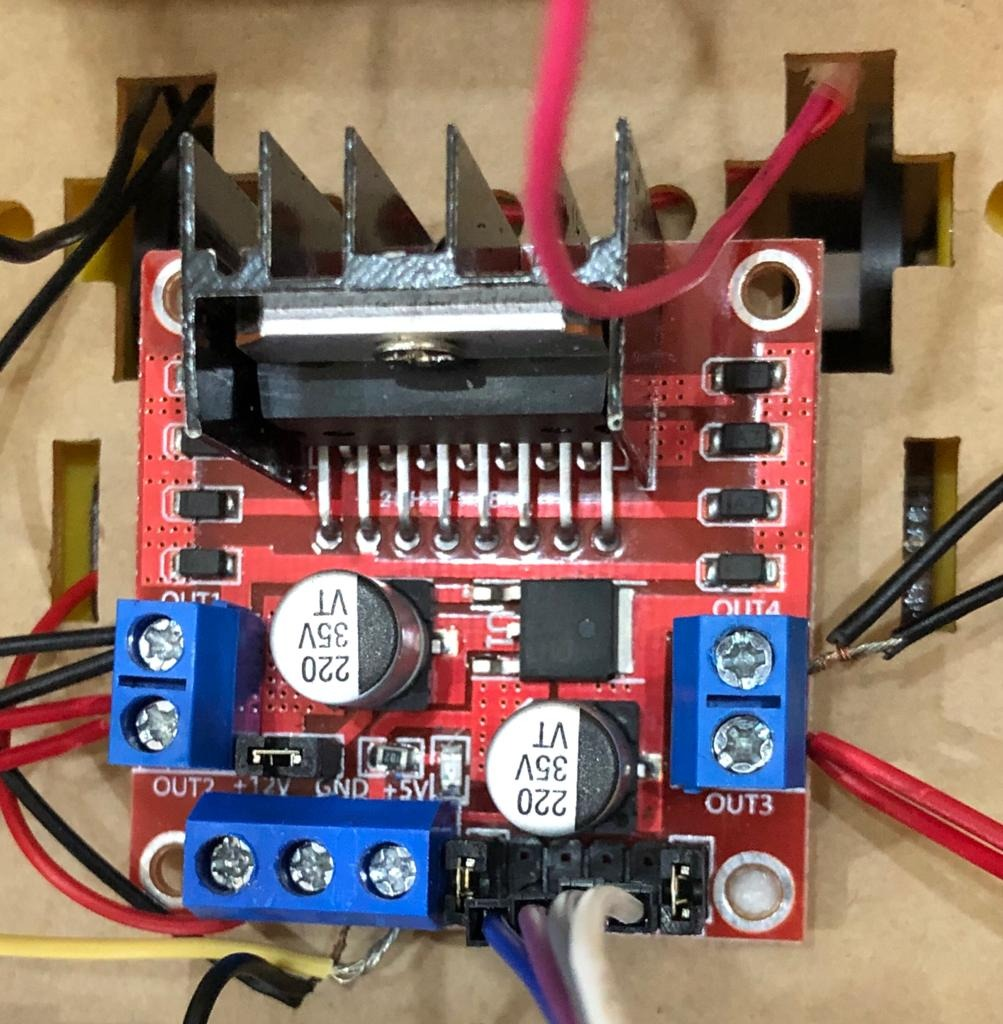 OUT1
OUT4
220
35V
VT
220
35V
VT
OUT2 +12V GND +5V
OUT3